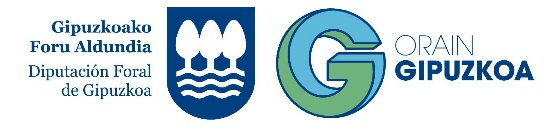 Gipuzkoako
Foru Aldundia
Diputación Foral
de Gipuzkoa
ORAIN
GIPUZKOA